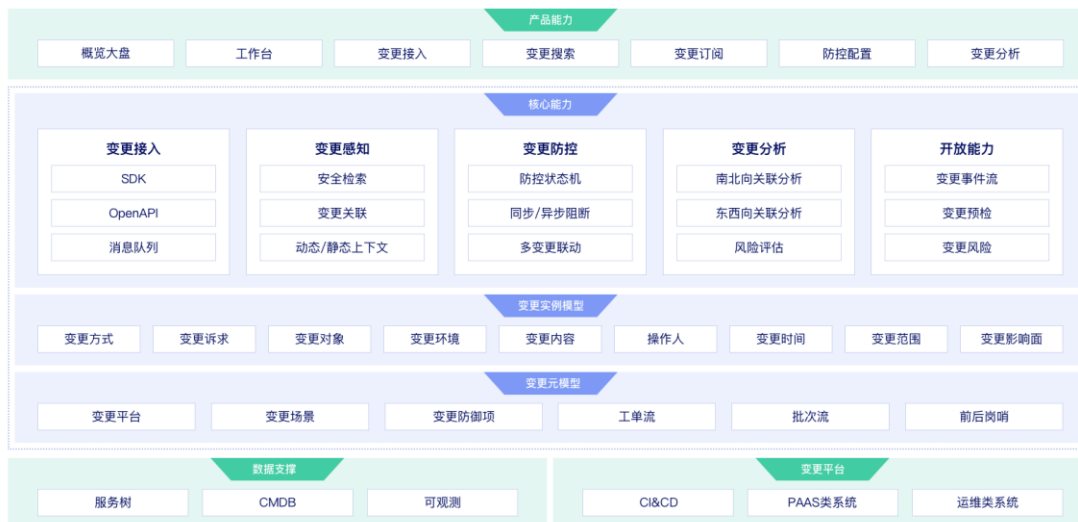 产品能力
概览大盘 工作台 变更接入 变更搜索 变更订阅 防控配置 变更分析
核心能力
变更接入 变更感知 变更防控 变更分析 开放能力
SDK 安全检索 防控状态机 南北向关联分析 变更事件流
OpenAPI 变更关联 同步/异步阻断 东西向关联分析 变更预检
消息队列 动态/静态上下文 多变更联动 风险评估 变更风险
变更实例模型
变更方式 变更诉求 变更对象 变更环境 变更内容 操作人 变更时间 变更范围 变更影响面
变更元模型
变更平台 变更场景 变更防御项 工单流 批次流 前后岗哨
数据支撑 变更平台
服务树 CMDB 可观测 CI&CD PAAS类系统 运维类系统